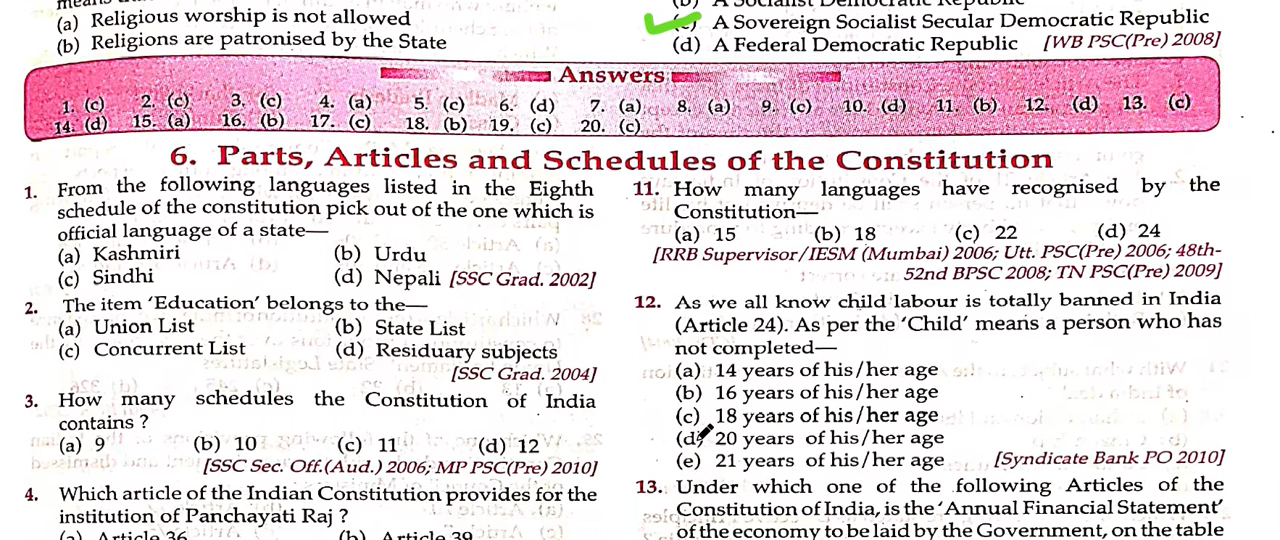 means
(a) Religious worship is not allowed
(b) Religions are patronised by the State
(b) A Socialist Democratic Republic
(c) A Sovereign Socialist Secular Democratic Republic
(d) A Federal Democratic Republic [WB PSC(Pre) 2008]
Answers
1. (c) 2. (c) 3. (c) 4. (a) 5. (c) 6. (d) 7. (a) 8. (a) 9. (c) 10. (d) 11. (b) 12. (d) 13. (c)
14. (d) 15. (a) 16. (b) 17. (c) 18. (b) 19. (c) 20. (c)
6. Parts, Articles and Schedules of the Constitution
1. From the following languages listed in the Eighth
schedule of the constitution pick out of the one which is
official language of a state—
(a) Kashmiri (b) Urdu
(c) Sindhi (d) Nepali [SSC Grad. 2002]
2. The item 'Education' belongs to the—
(a) Union List (b) State List
(c) Concurrent List (d) Residuary subjects
[SSC Grad. 2004]
3. How many schedules the Constitution of India
contains ?
(a) 9 (b) 10 (c) 11 (d) 12
[SSC Sec. Off.(Aud.) 2006; MP PSC(Pre) 2010]
4. Which article of the Indian Constitution provides for the
institution of Panchayati Raj ?
(a) Article 36 (b) Article 39
11. How many languages have recognised by the
Constitution—
(a) 15 (b) 18 (c) 22 (d) 24
[RRB Supervisor/IESM (Mumbai) 2006; Utt. PSC(Pre) 2006; 48th-
52nd BPSC 2008; TN PSC(Pre) 2009]
12. As we all know child labour is totally banned in India
(Article 24). As per the 'Child' means a person who has
not completed—
(a) 14 years of his/her age
(b) 16 years of his/her age
(c) 18 years of his/her age
(d) 20 years of his/her age
(e) 21 years of his/her age [Syndicate Bank PO 2010]
13. Under which one of the following Articles of the
Constitution of India, is the 'Annual Financial Statement'
of the economy to be laid by the Government, on the table